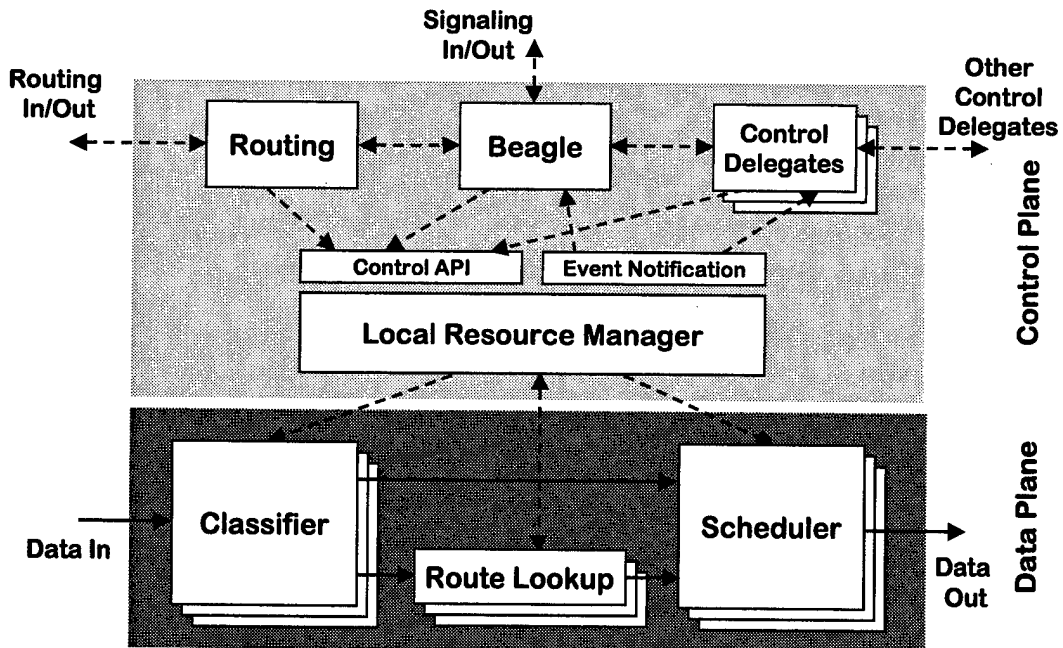 Signaling
In/Out
Routing
In/Out
Other
Control
Delegates
Routing
Beagle
Control
Delegates
Control API
Event Notification
Local Resource Manager
Control Plane
Classifier
Scheduler
Data In
Route Lookup
Data
Out
Data Plane